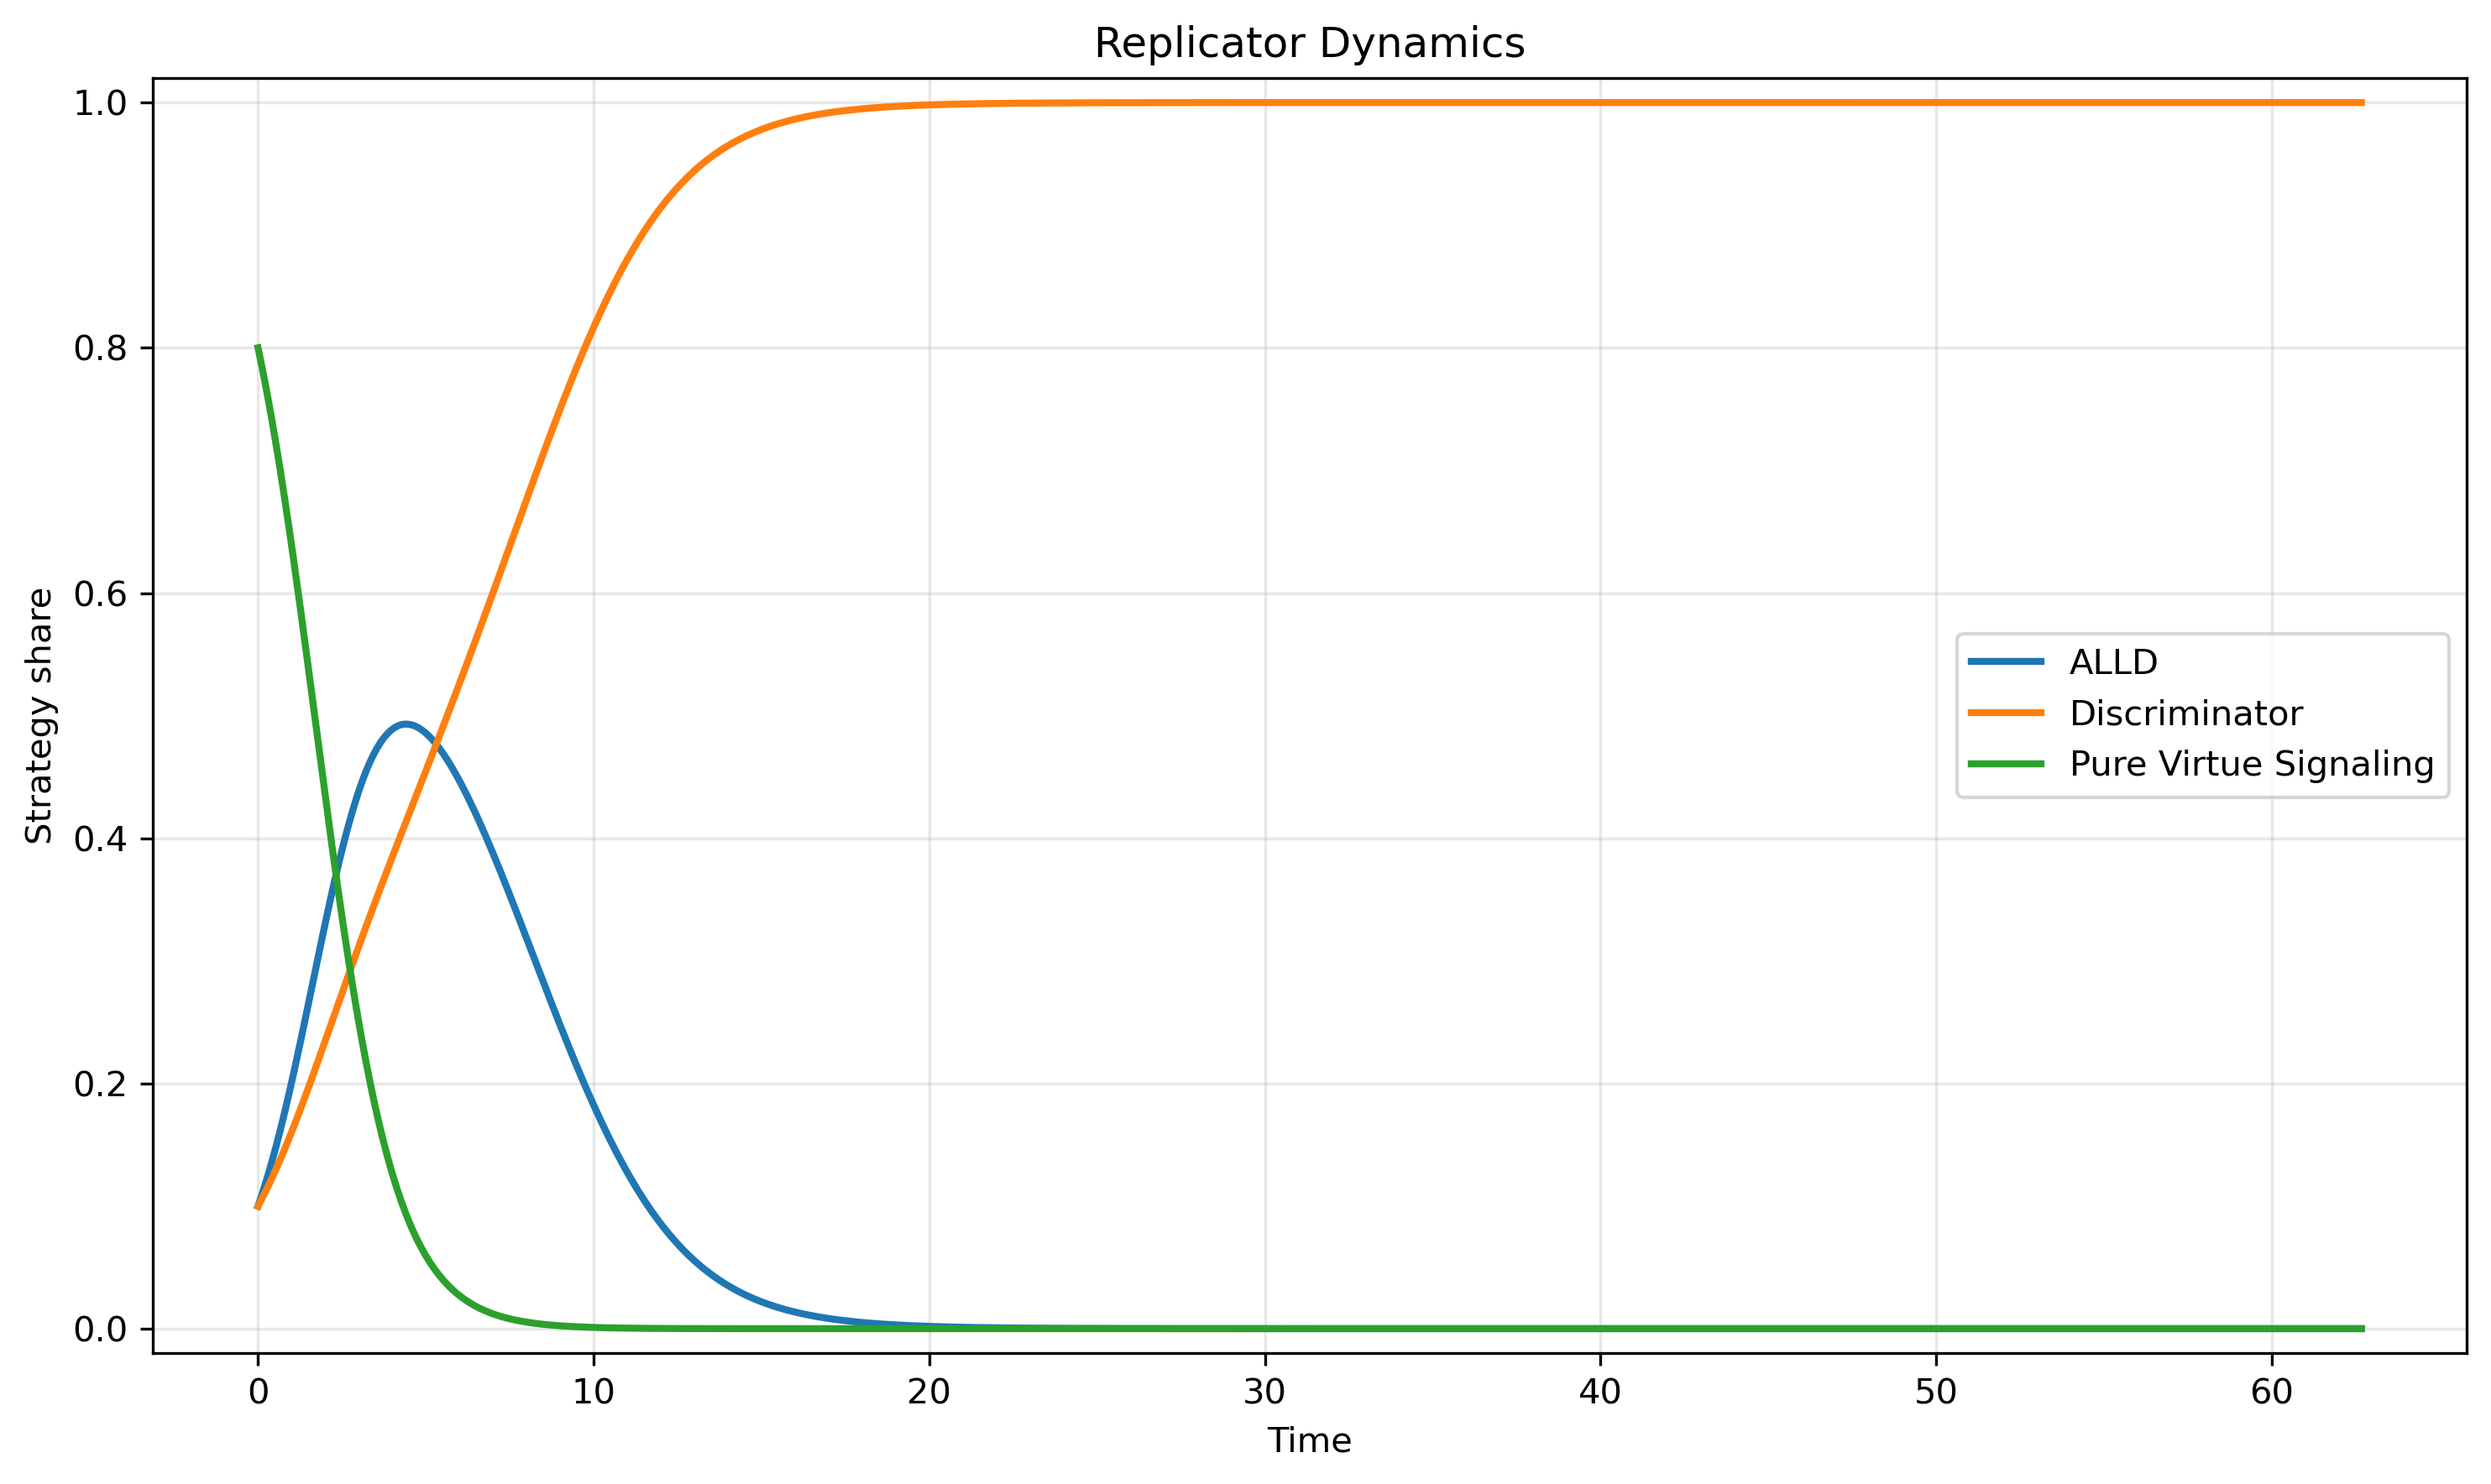 Replicator Dynamics
1.0
0.8
0.6
0.4
0.2
0.0
Strategy share
ALLD
Discriminator
Pure Virtue Signaling
0 10 20 30 40 50 60
Time